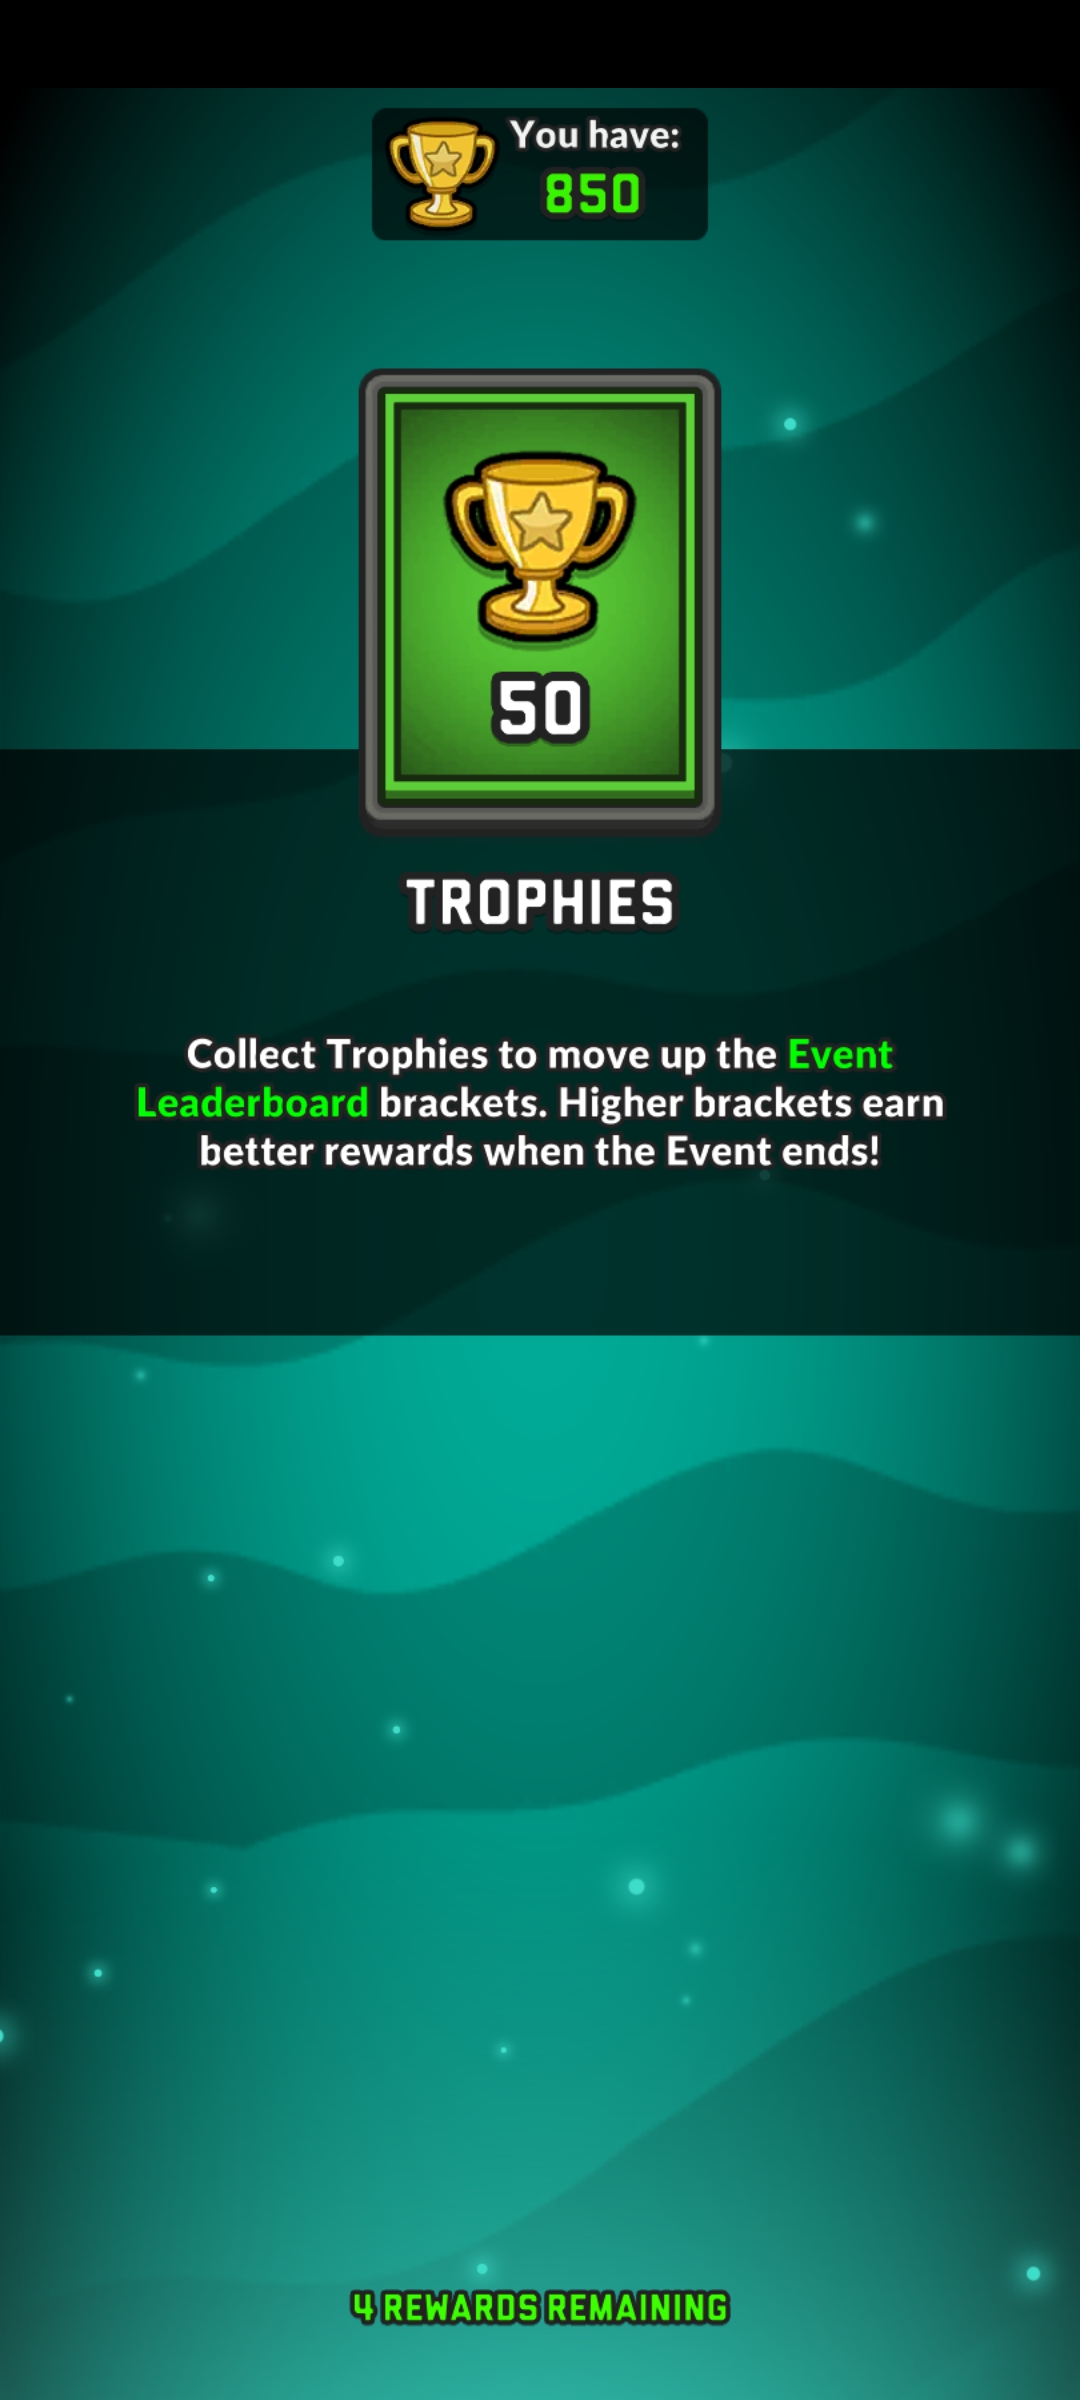 You have:
850
50
TROPHIES
Collect Trophies to move up the Event
Leaderboard brackets. Higher brackets earn
better rewards when the Event ends!
4 REWARDS REMAINING